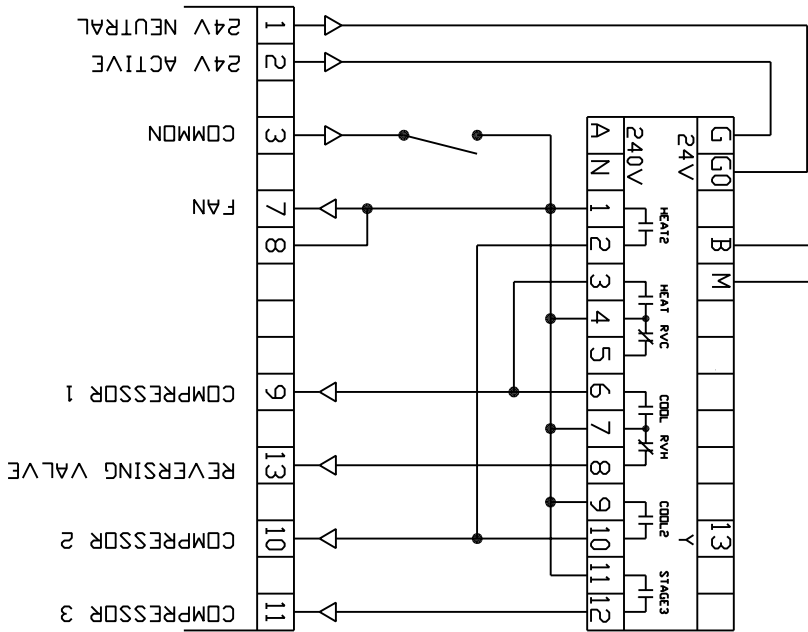 24V NEUTRAL 1
24V ACTIVE 2
COMMON 3
FAN 7
8
COMPRESSOR 1 9
REVERSING VALVE 13
COMPRESSOR 2 10
COMPRESSOR 3 11
A
N
1
2
3
4
5
6
7
8
9
10
11
12
240V
24V
HEAT2
HEAT
RVC
COOL
RVH
COOL2
STAGE3
Y
G
G0
B
M
13